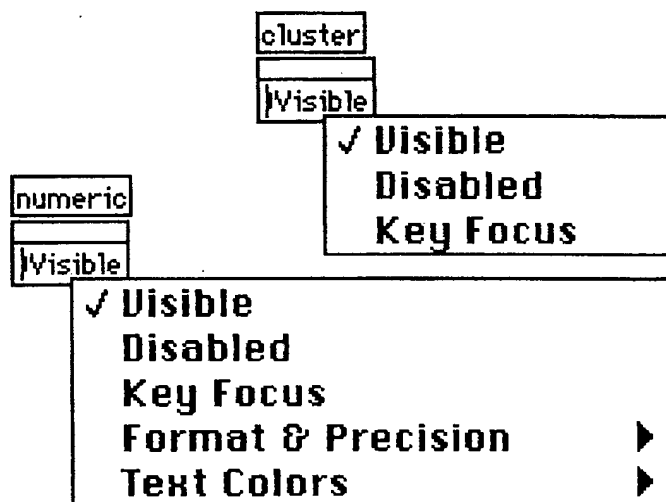 cluster
Visible
✓ Visible
Disabled
Key Focus
numeric
Visible
✓ Visible
Disabled
Key Focus
Format & Precision
Text Colors